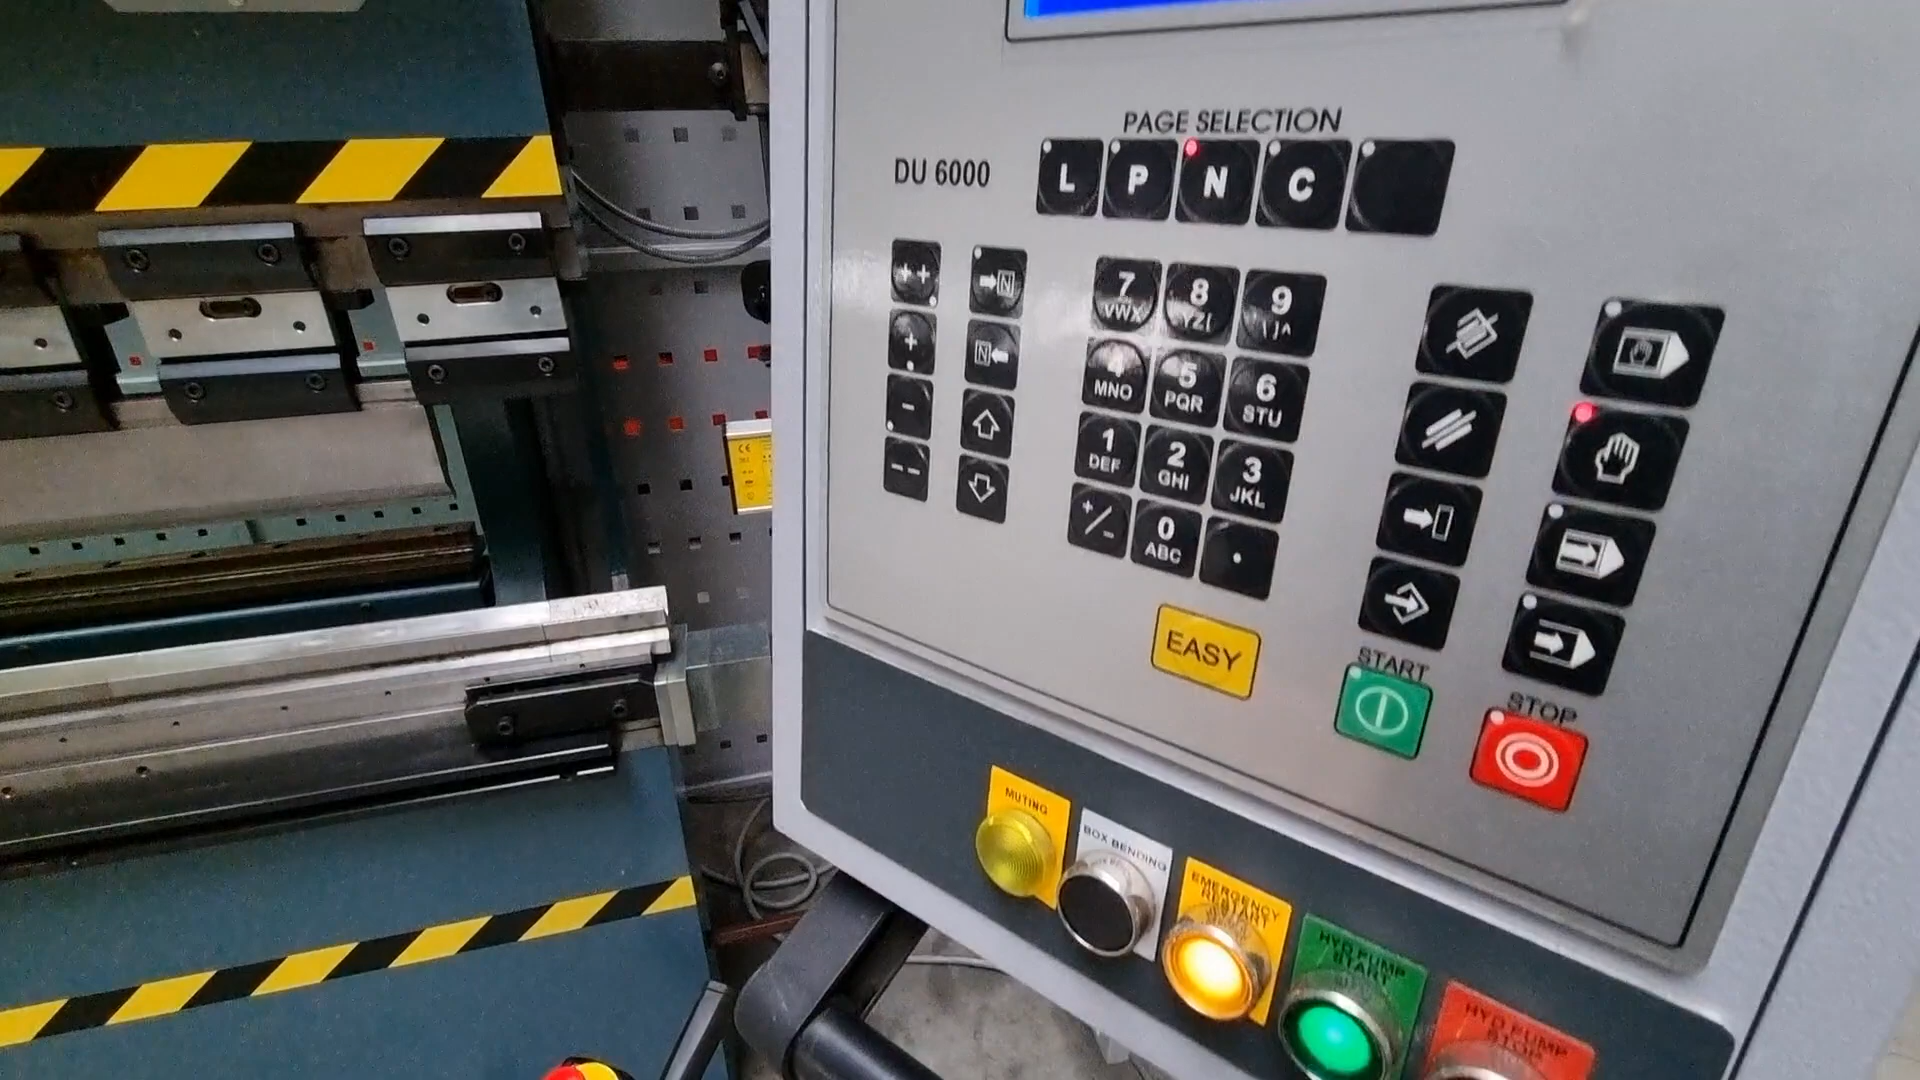 PAGE SELECTION
DU 6000
L P N C
++
+
-
--
N
N
7
VWX
8
YZ[
9
\ ] ^
4
MNO
5
PQR
6
STU
1
DEF
2
GHI
3
JKL
+/-
0
ABC
.
EASY
START
STOP
MUTING
BOX BENDING
EMERGENCY
RESTART
HYD PUMP
START
HYD PUMP
STOP
CE